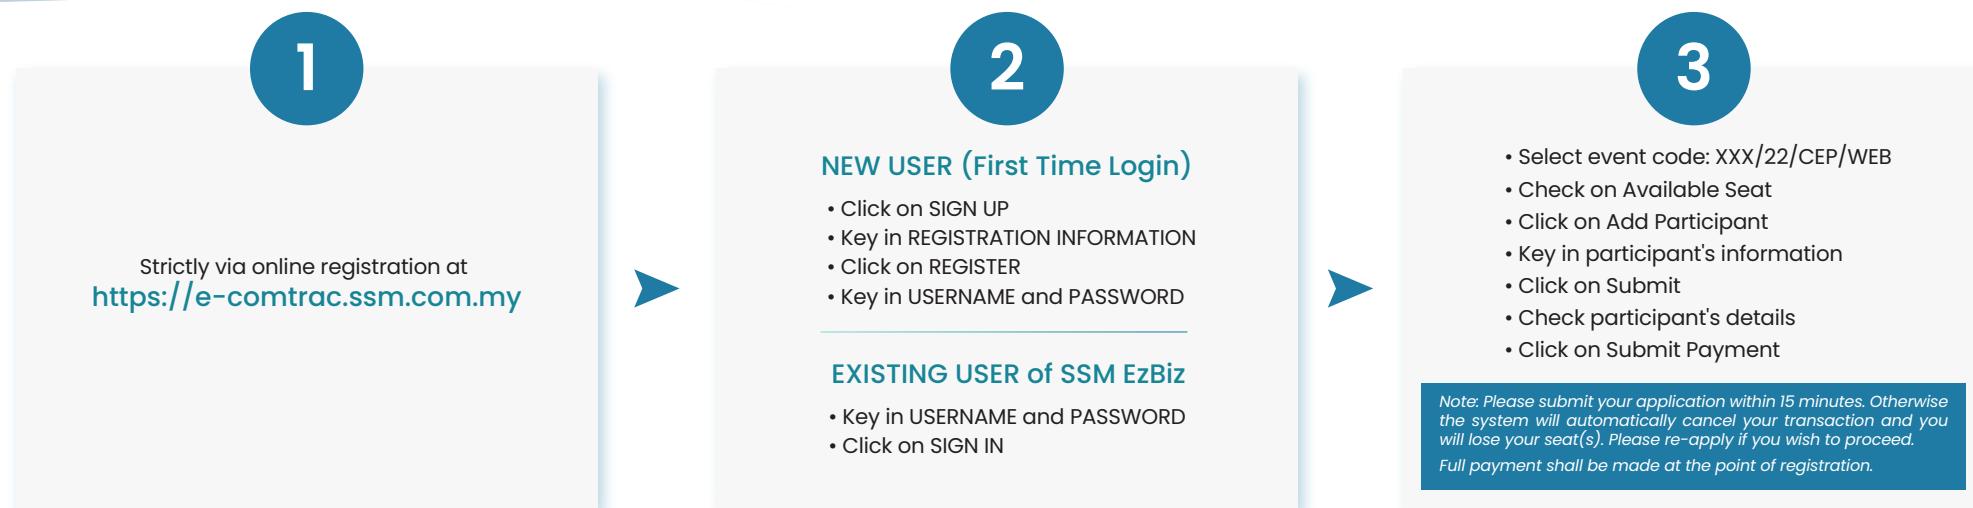 1
Strictly via online registration at
https://e-comtrac.ssm.com.my
2
NEW USER (First Time Login)
• Click on SIGN UP
• Key in REGISTRATION INFORMATION
• Click on REGISTER
• Key in USERNAME and PASSWORD
EXISTING USER of SSM EzBiz
• Key in USERNAME and PASSWORD
• Click on SIGN IN
3
• Select event code: XXX/22/CEP/WEB
• Check on Available Seat
• Click on Add Participant
• Key in participant's information
• Click on Submit
• Check participant's details
• Click on Submit Payment
Note: Please submit your application within 15 minutes. Otherwise
the system will automatically cancel your transaction and you
will lose your seat(s). Please re-apply if you wish to proceed.
Full payment shall be made at the point of registration.